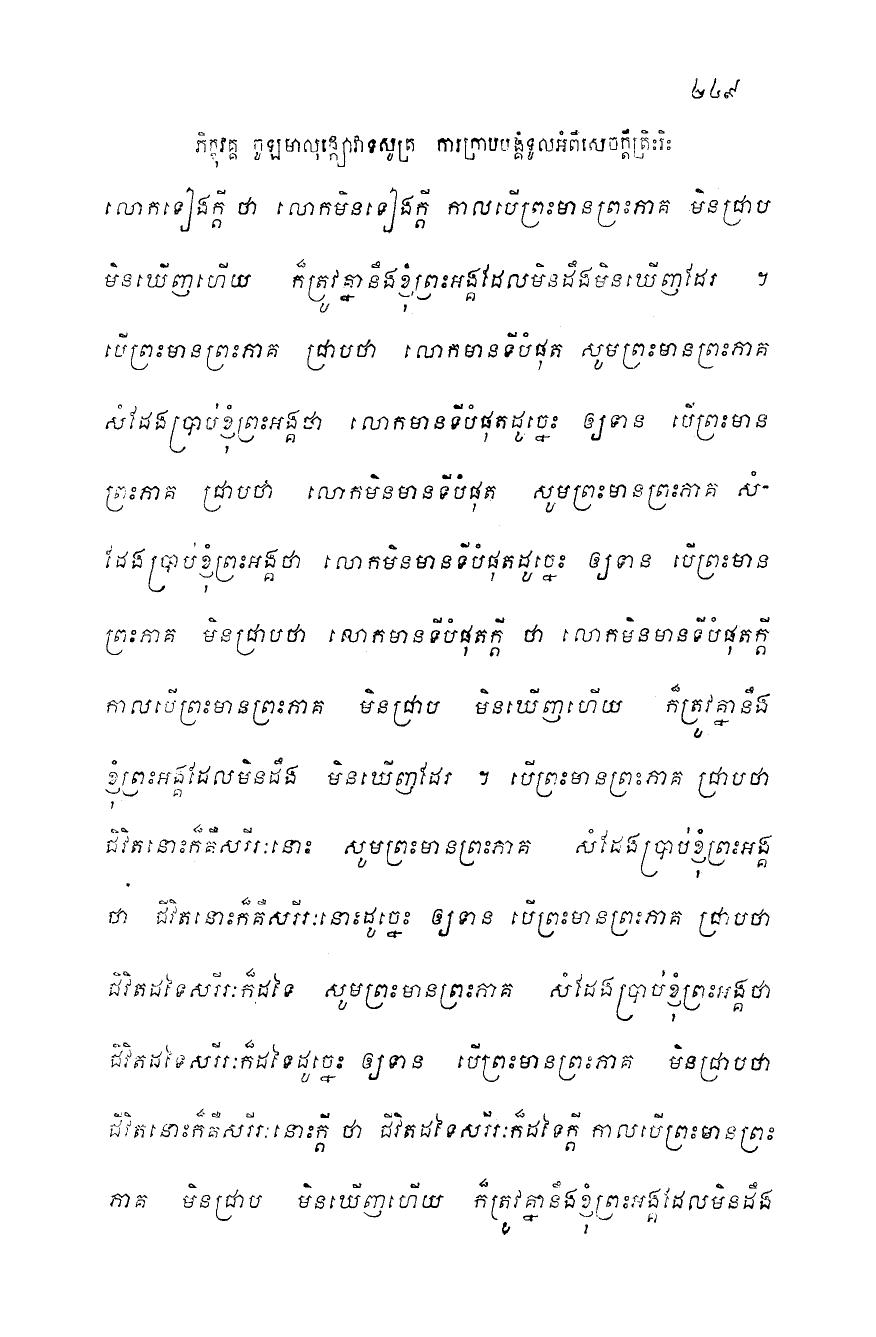 ២៤៩
ភិក្ខុវគ្គ ចូឡមាលុង្ក្យោវាទសូត្រ ការក្រាបបង្គំទូលអំពីសេចក្តីត្រិះរិះ
លោកទៀងក្តី ថា លោកមិនទៀងក្តី កាលបើព្រះមានព្រះភាគ មិនជ្រាប
មិនឃើញហើយ ក៏ត្រូវគ្នានឹងខ្ញុំព្រះអង្គដែលមិនដឹងមិនឃើញដែរ ។
បើព្រះមានព្រះភាគ ជ្រាបថា លោកមានទីបំផុត សូមព្រះមានព្រះភាគ
សំដែងប្រាប់ខ្ញុំព្រះអង្គថា លោកមានទីបំផុតដូច្នេះ ឲ្យទាន បើព្រះមាន
ព្រះភាគ ជ្រាបថា លោកមិនមានទីបំផុត សូមព្រះមានព្រះភាគ សំ-
ដែងប្រាប់ខ្ញុំព្រះអង្គថា លោកមិនមានទីបំផុតដូច្នេះ ឲ្យទាន បើព្រះមាន
ព្រះភាគ មិនជ្រាបថា លោកមានទីបំផុតក្តី ថា លោកមិនមានទីបំផុតក្តី
កាលបើព្រះមានព្រះភាគ មិនជ្រាប មិនឃើញហើយ ក៏ត្រូវគ្នានឹង
ខ្ញុំព្រះអង្គដែលមិនដឹង មិនឃើញដែរ ។ បើព្រះមានព្រះភាគ ជ្រាបថា
ជីវិតនោះក៏គឺសរីរៈនោះ សូមព្រះមានព្រះភាគ សំដែងប្រាប់ខ្ញុំព្រះអង្គ
ថា ជីវិតនោះក៏គឺសរីរៈនោះដូច្នេះ ឲ្យទាន បើព្រះមានព្រះភាគ ជ្រាបថា
ជីវិតដទៃសរីរៈក៏ដទៃ សូមព្រះមានព្រះភាគ សំដែងប្រាប់ខ្ញុំព្រះអង្គថា
ជីវិតដទៃសរីរៈក៏ដទៃដូច្នេះ ឲ្យទាន បើព្រះមានព្រះភាគ មិនជ្រាបថា
ជីវិតនោះក៏គឺសរីរៈនោះក្តី ថា ជីវិតដទៃសរីរៈក៏ដទៃក្តី កាលបើព្រះមានព្រះ
ភាគ មិនជ្រាប មិនឃើញហើយ ក៏ត្រូវគ្នានឹងខ្ញុំព្រះអង្គដែលមិនដឹង